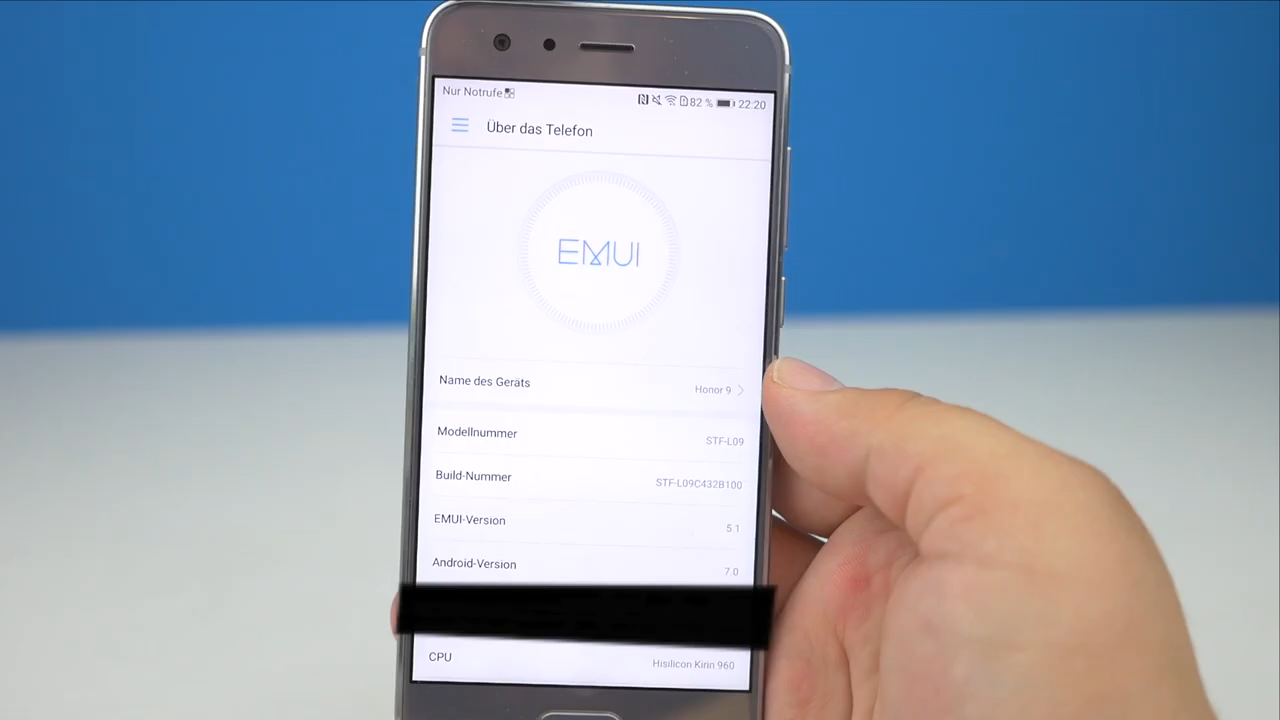 Nur Notrufe 82 % 22:20
Über das Telefon
EMUI
Name des Geräts Honor 9
Modellnummer STF-L09
Build-Nummer STF-L09C432B100
EMUI-Version 5.1
Android-Version 7.0
CPU Hisilicon Kirin 960